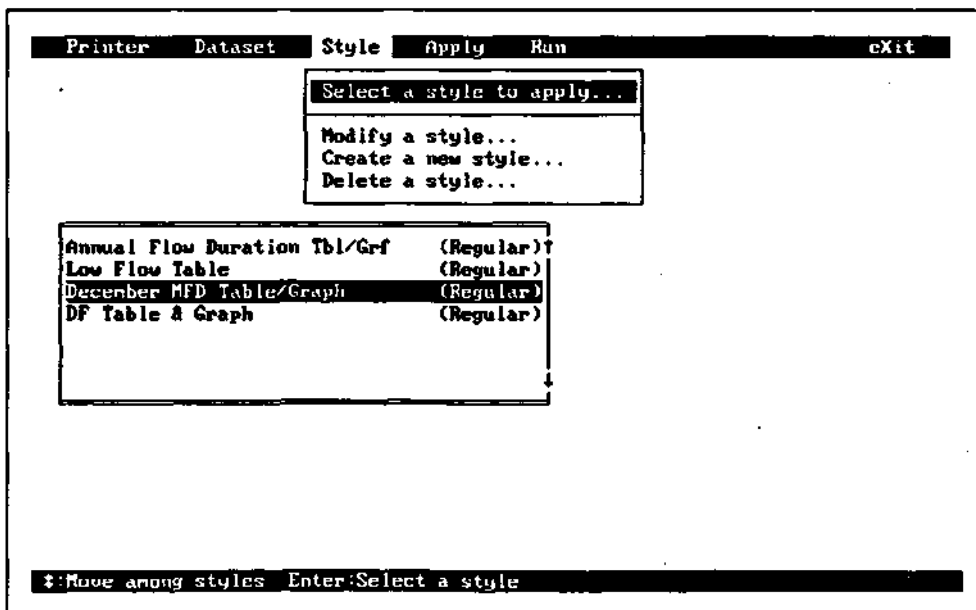 Printer Dataset Style Apply Run eXit
Select a style to apply...
Modify a style...
Create a new style...
Delete a style...
Annual Flow Duration Tbl/Grf (Regular)↑
Low Flow Table (Regular)
December MFD Table/Graph (Regular)
DF Table & Graph (Regular)
↓
↕:Move among styles Enter:Select a style